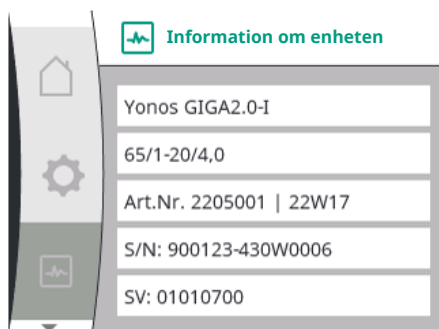 Information om enheten
Yonos GIGA2.0-I
65/1-20/4,0
Art.Nr. 2205001 | 22W17
S/N: 900123-430W0006
SV: 01010700